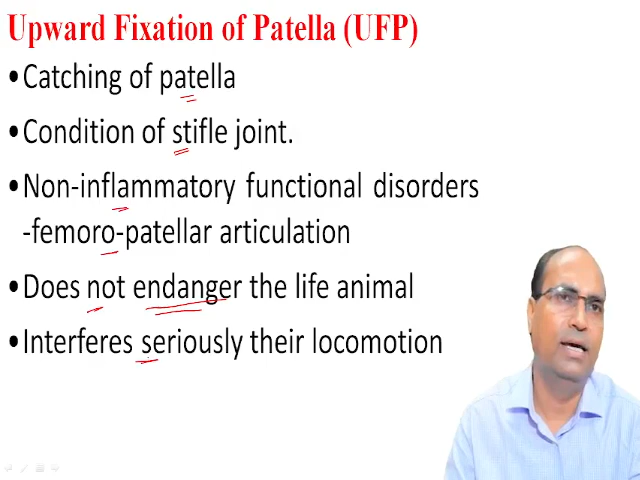 Upward Fixation of Patella (UFP)
•Catching of patella
•Condition of stifle joint.
•Non-inflammatory functional disorders
-femoro-patellar articulation
•Does not endanger the life animal
•Interferes seriously their locomotion